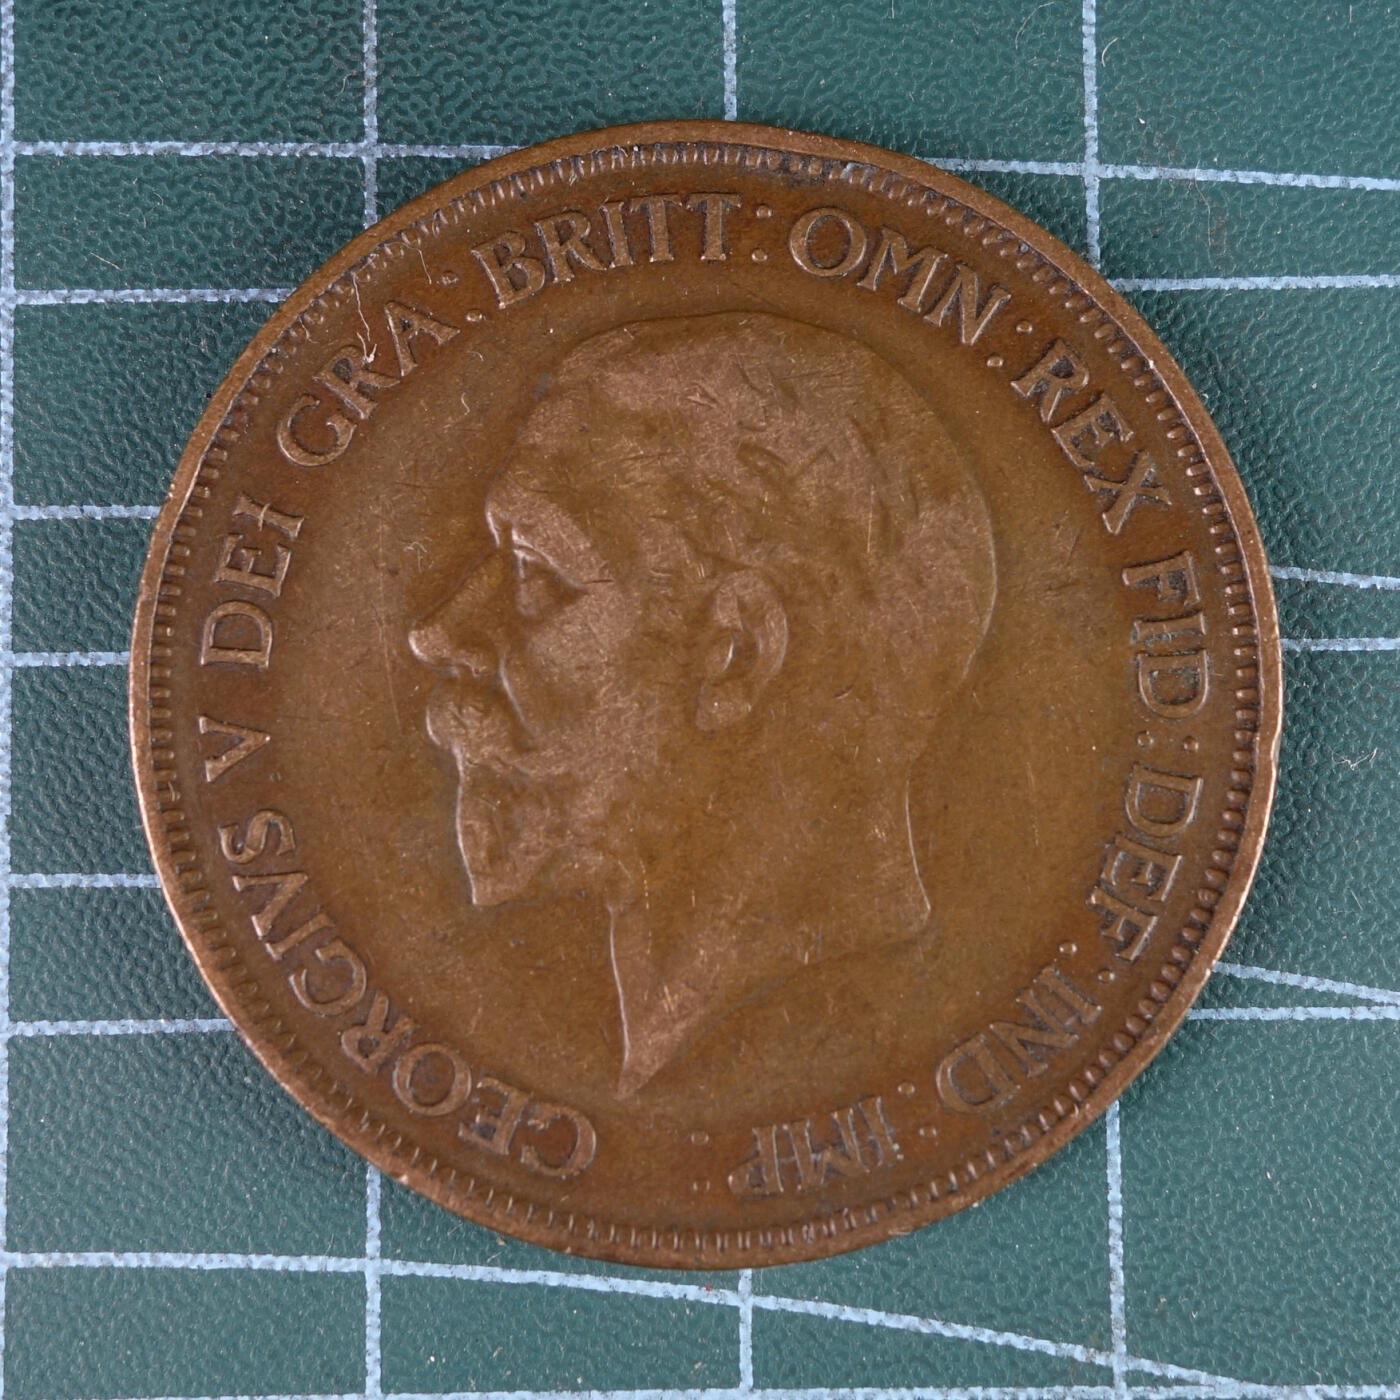 GEORGIVS V DEI GRA: BRITT: OMN: REX FID: DEF: IND: IMP: